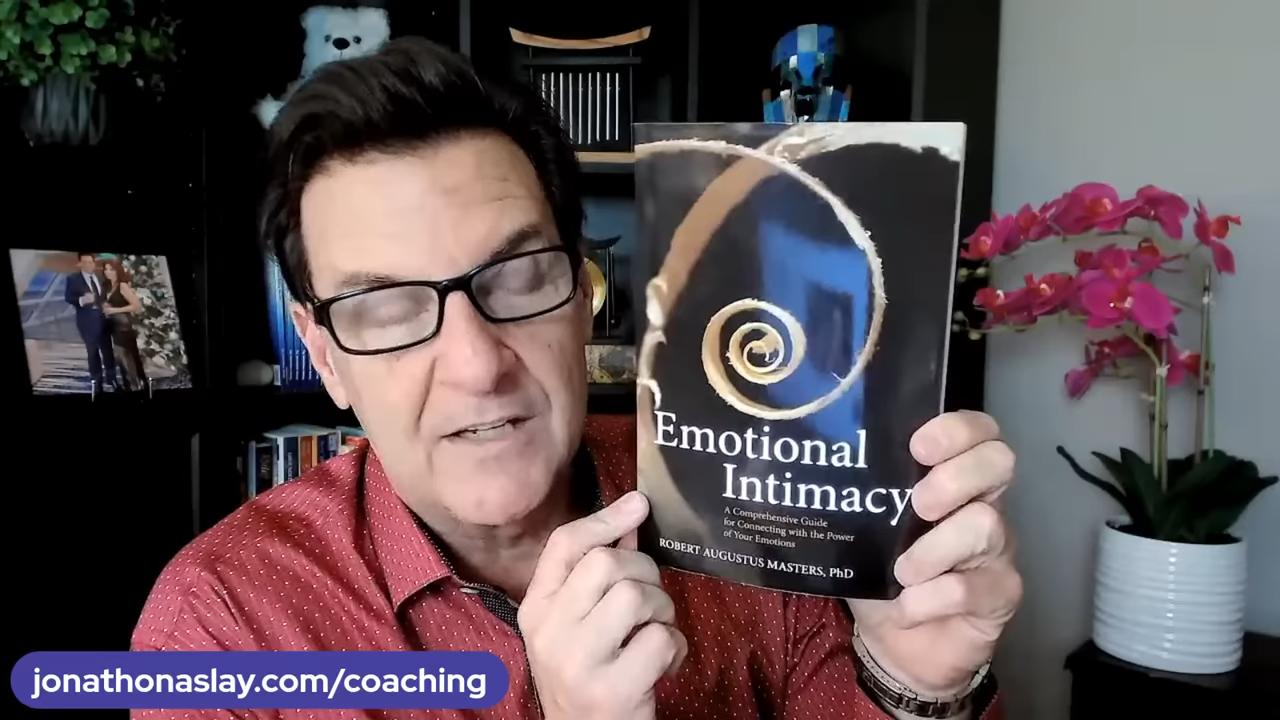 Emotional
Intimacy
A Comprehensive Guide
for Connecting with the Power
of Your Emotions
ROBERT AUGUSTUS MASTERS, PhD
jonathonaslay.com/coaching